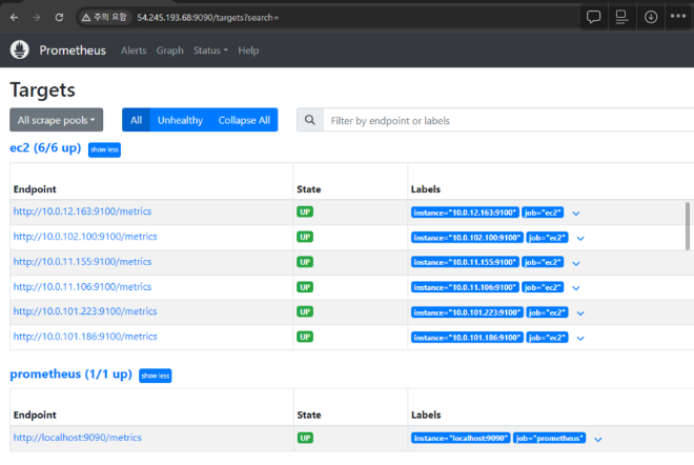 주의 요함 54.245.193.68:9090/targets?search=
Prometheus Alerts Graph Status Help
Targets
All scrape pools All Unhealthy Collapse All Filter by endpoint or labels
ec2 (6/6 up) show less
Endpoint State Labels
http://10.0.12.163:9100/metrics UP instance="10.0.12.163:9100" job="ec2"
http://10.0.102.100:9100/metrics UP instance="10.0.102.100:9100" job="ec2"
http://10.0.11.155:9100/metrics UP instance="10.0.11.155:9100" job="ec2"
http://10.0.11.106:9100/metrics UP instance="10.0.11.106:9100" job="ec2"
http://10.0.101.223:9100/metrics UP instance="10.0.101.223:9100" job="ec2"
http://10.0.101.186:9100/metrics UP instance="10.0.101.186:9100" job="ec2"
prometheus (1/1 up) show less
Endpoint State Labels
http://localhost:9090/metrics UP instance="localhost:9090" job="prometheus"